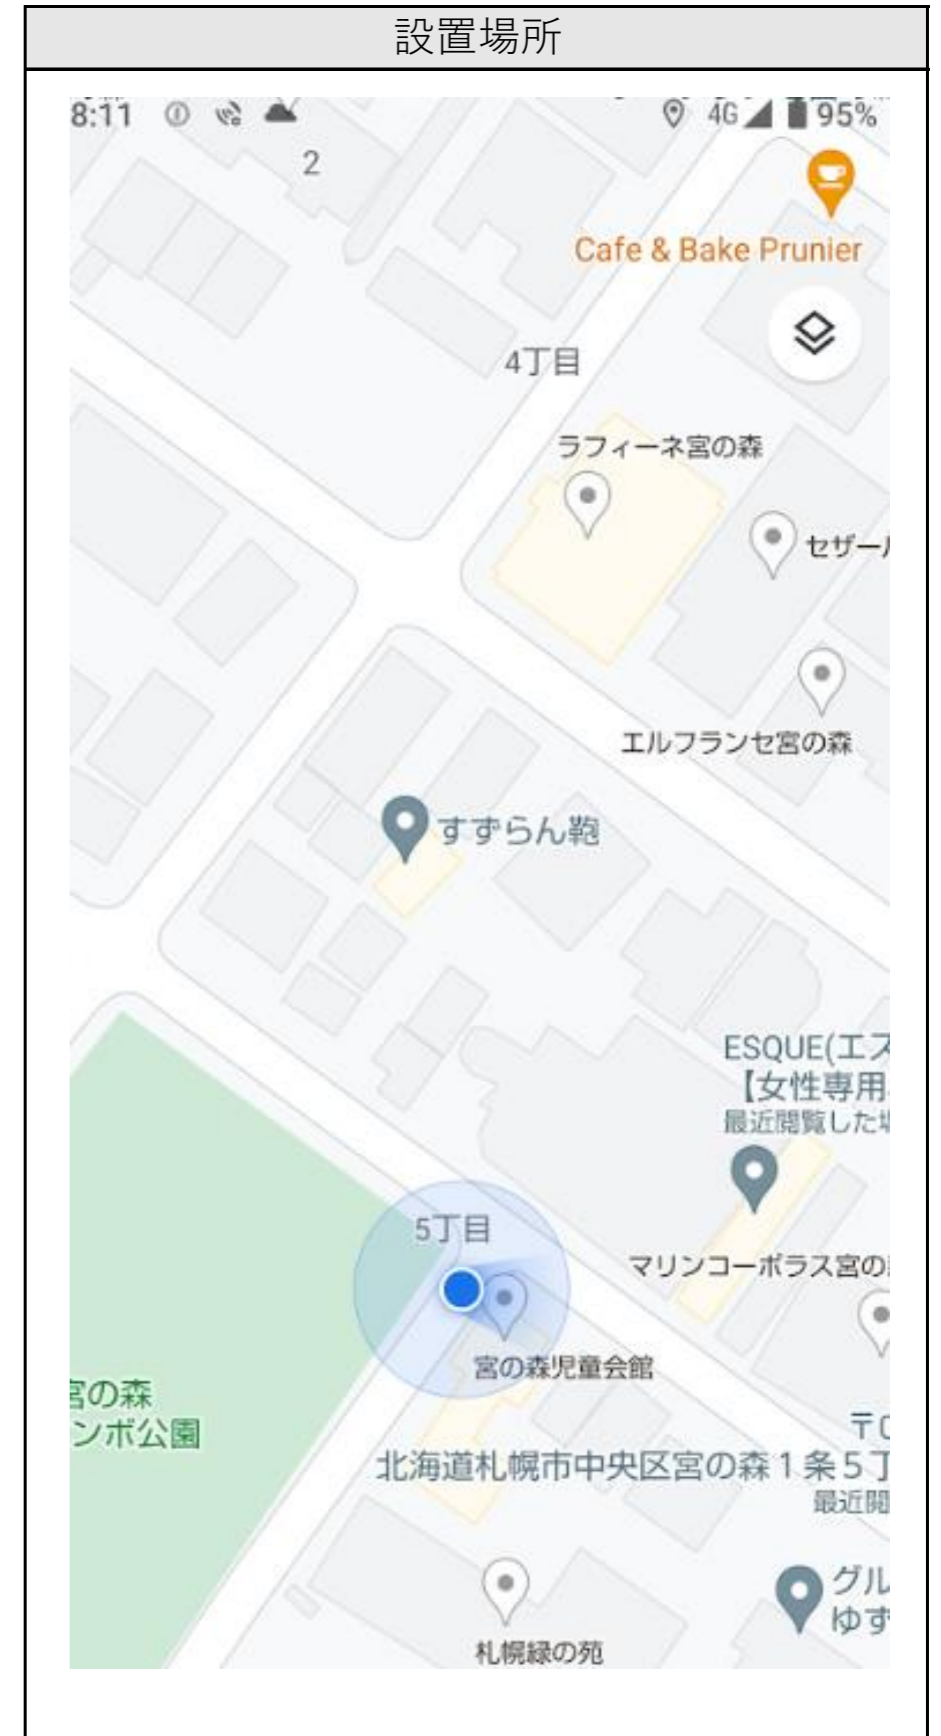 設置場所
8:11
4G
95%
2
Cafe & Bake Prunier
4丁目
ラフィーネ宮の森
セザー
エルフランセ宮の森
すずらん鞄
ESQUE(エス
【女性専用
最近閲覧した
5丁目
マリンコーポラス宮の
宮の森児童会館
宮の森
ンボ公園
〒0
北海道札幌市中央区宮の森1条5丁
最近閲
グル
ゆず
札幌緑の苑